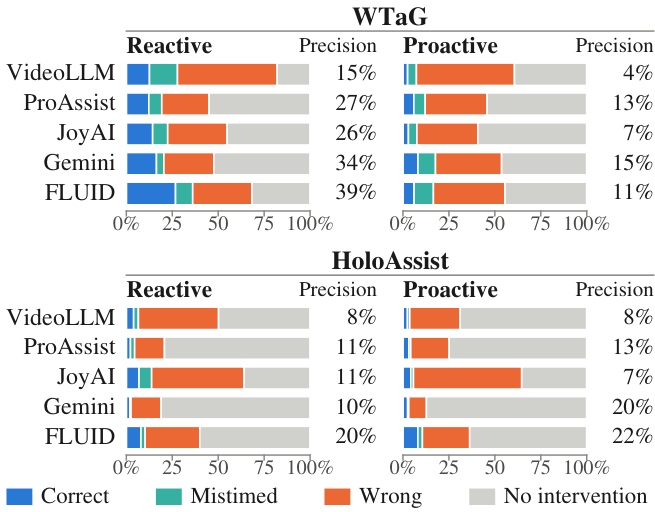 WTaG
Reactive Precision Proactive Precision
VideoLLM 15% 4%
ProAssist 27% 13%
JoyAI 26% 7%
Gemini 34% 15%
FLUID 39% 11%
0% 25 50 75 100% 0% 25 50 75 100%
HoloAssist
Reactive Precision Proactive Precision
VideoLLM 8% 8%
ProAssist 11% 13%
JoyAI 11% 7%
Gemini 10% 20%
FLUID 20% 22%
0% 25 50 75 100% 0% 25 50 75 100%
Correct Mistimed Wrong No intervention